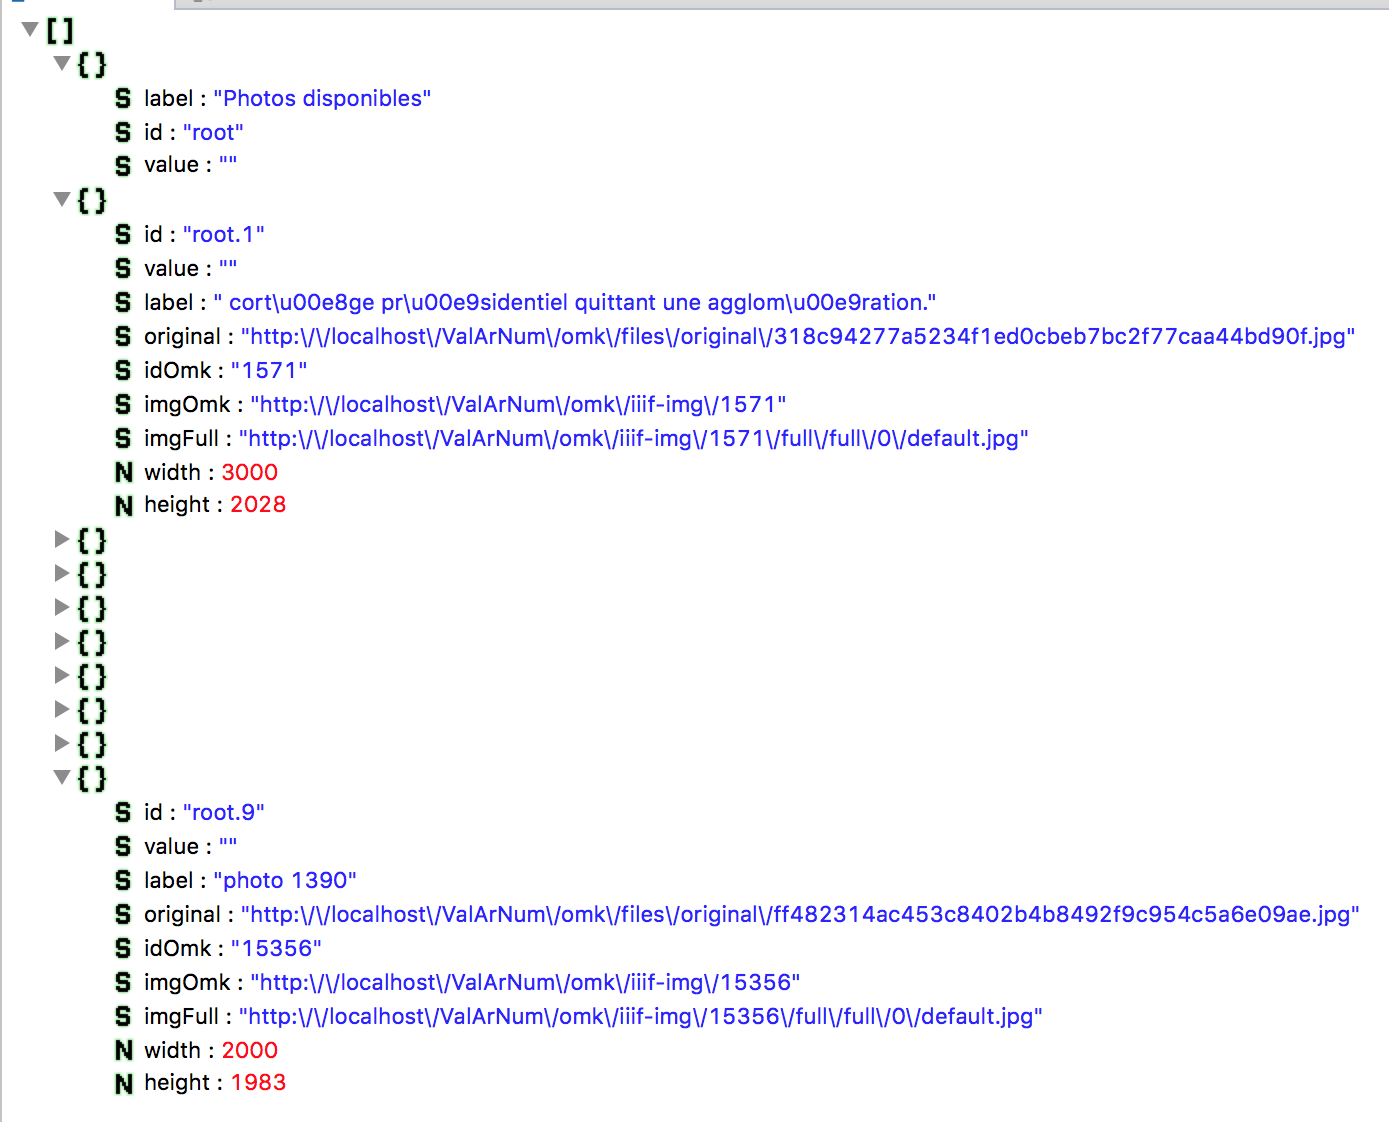 []
{}
S label : "Photos disponibles"
S id : "root"
S value : ""
{}
S id : "root.1"
S value : ""
S label : " cort\u00e8ge pr\u00e9sidentiel quittant une agglom\u00e9ration."
S original : "http:\/\/localhost\/ValArNum\/omk\/files\/original\/318c94277a5234f1ed0cbeb7bc2f77caa44bd90f.jpg"
S idOmk : "1571"
S imgOmk : "http:\/\/localhost\/ValArNum\/omk\/iiif-img\/1571"
S imgFull : "http:\/\/localhost\/ValArNum\/omk\/iiif-img\/1571\/full\/full\/0\/default.jpg"
N width : 3000
N height : 2028
{}
{}
{}
{}
{}
{}
{}
{}
S id : "root.9"
S value : ""
S label : "photo 1390"
S original : "http:\/\/localhost\/ValArNum\/omk\/files\/original\/ff482314ac453c8402b4b8492f9c954c5a6e09ae.jpg"
S idOmk : "15356"
S imgOmk : "http:\/\/localhost\/ValArNum\/omk\/iiif-img\/15356"
S imgFull : "http:\/\/localhost\/ValArNum\/omk\/iiif-img\/15356\/full\/full\/0\/default.jpg"
N width : 2000
N height : 1983